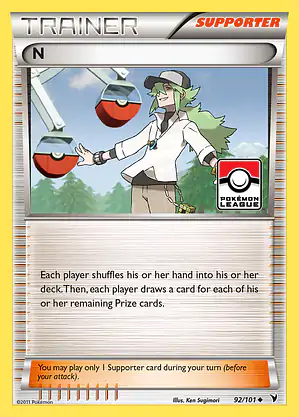 TRAINER
SUPPORTER
N
POKÉMON
LEAGUE
Each player shuffles his or her hand into his or her
deck.Then, each player draws a card for each of his
or her remaining Prize cards.
You may play only 1 Supporter card during your turn (before
your attack).
©2011 Pokémon
Illus. Ken Sugimori
92/101